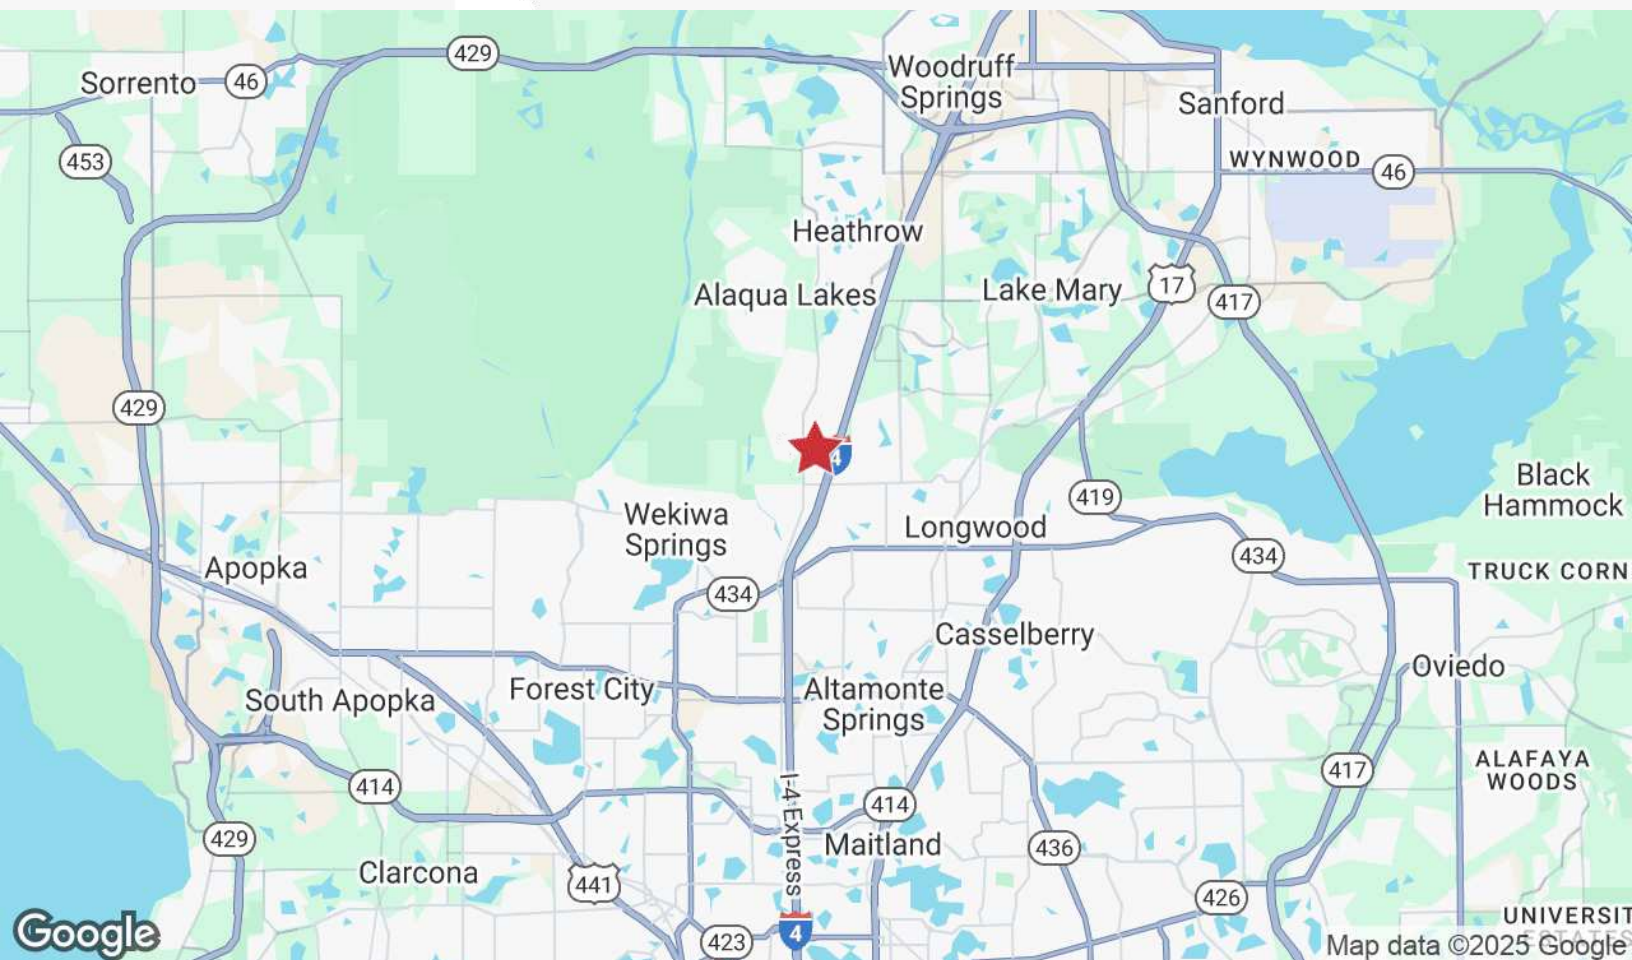 429
Woodruff
Springs
Sorrento
46
Sanford
453
WYNWOOD
46
Heathrow
Alaqua Lakes
Lake Mary
17
417
429
4
Black
Hammock
419
Wekiwa
Springs
Longwood
434
Apopka
TRUCK CORN
434
Casselberry
Oviedo
Forest City
Altamonte
Springs
South Apopka
417
ALAFAYA
WOODS
414
I-4 Express
414
429
Maitland
436
Clarcona
441
426
UNIVERSIT
ESTATES
Google
423
4
Map data ©2025 Google